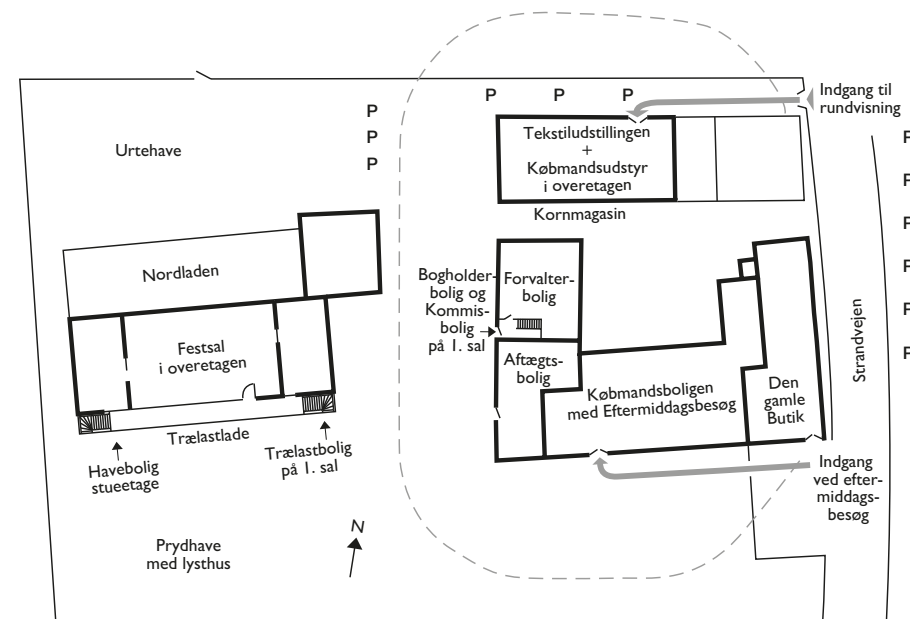 P
P
P
Indgang til
rundvisning
P
P
P
Urtehave
Tekstiludstillingen
+
Købmandsudstyr
i overetagen
Kornmagasin
P
P
P
P
P
P
Nordladen
Bogholder-
bolig og
Kommis-
bolig
på 1. sal
Forvalter-
bolig
Festsal
i overetagen
Aftægts-
bolig
Købmandsboligen
med Eftermiddagsbesøg
Den
gamle
Butik
Strandvejen
Trælastlade
Havebolig
stueetage
Trælastbolig
på 1. sal
Indgang
ved efter-
middags-
besøg
N
Prydhave
med lysthus